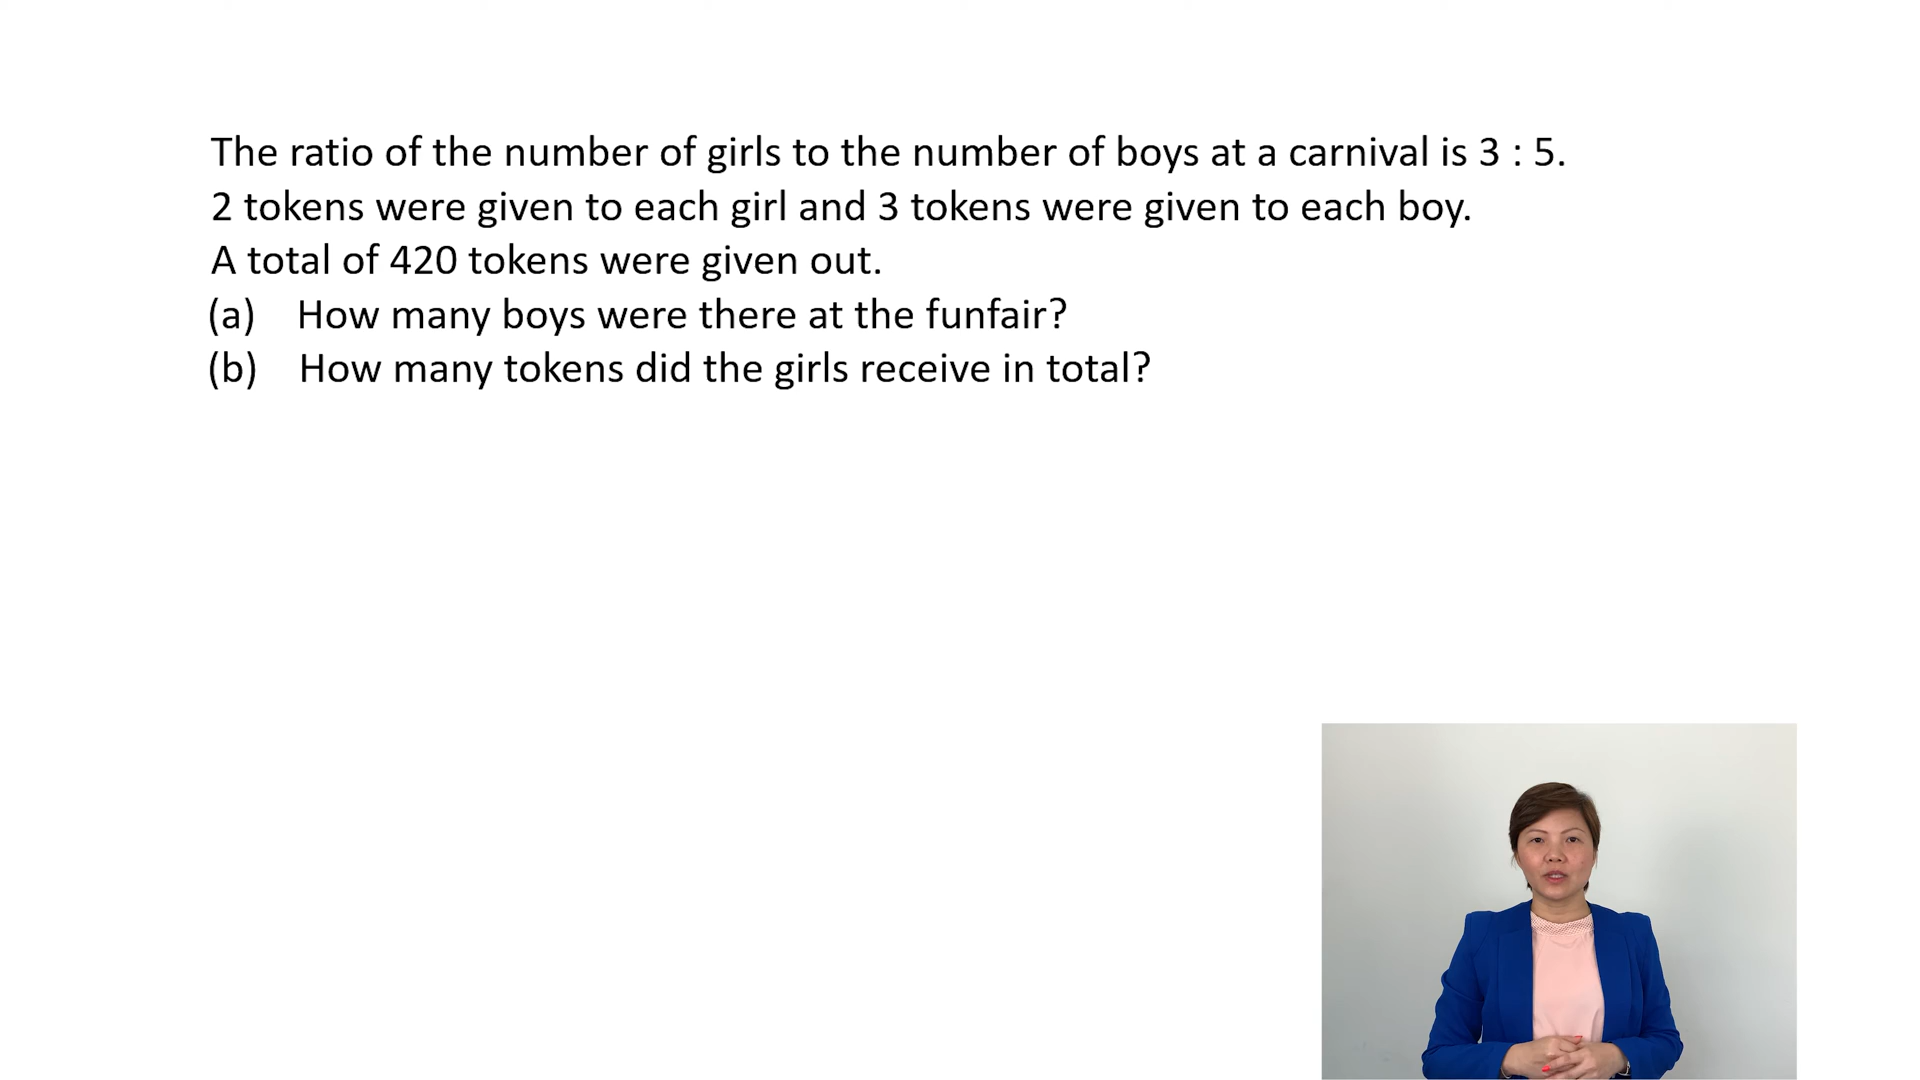 The ratio of the number of girls to the number of boys at a carnival is 3 : 5.
2 tokens were given to each girl and 3 tokens were given to each boy.
A total of 420 tokens were given out.
(a) How many boys were there at the funfair?
(b) How many tokens did the girls receive in total?